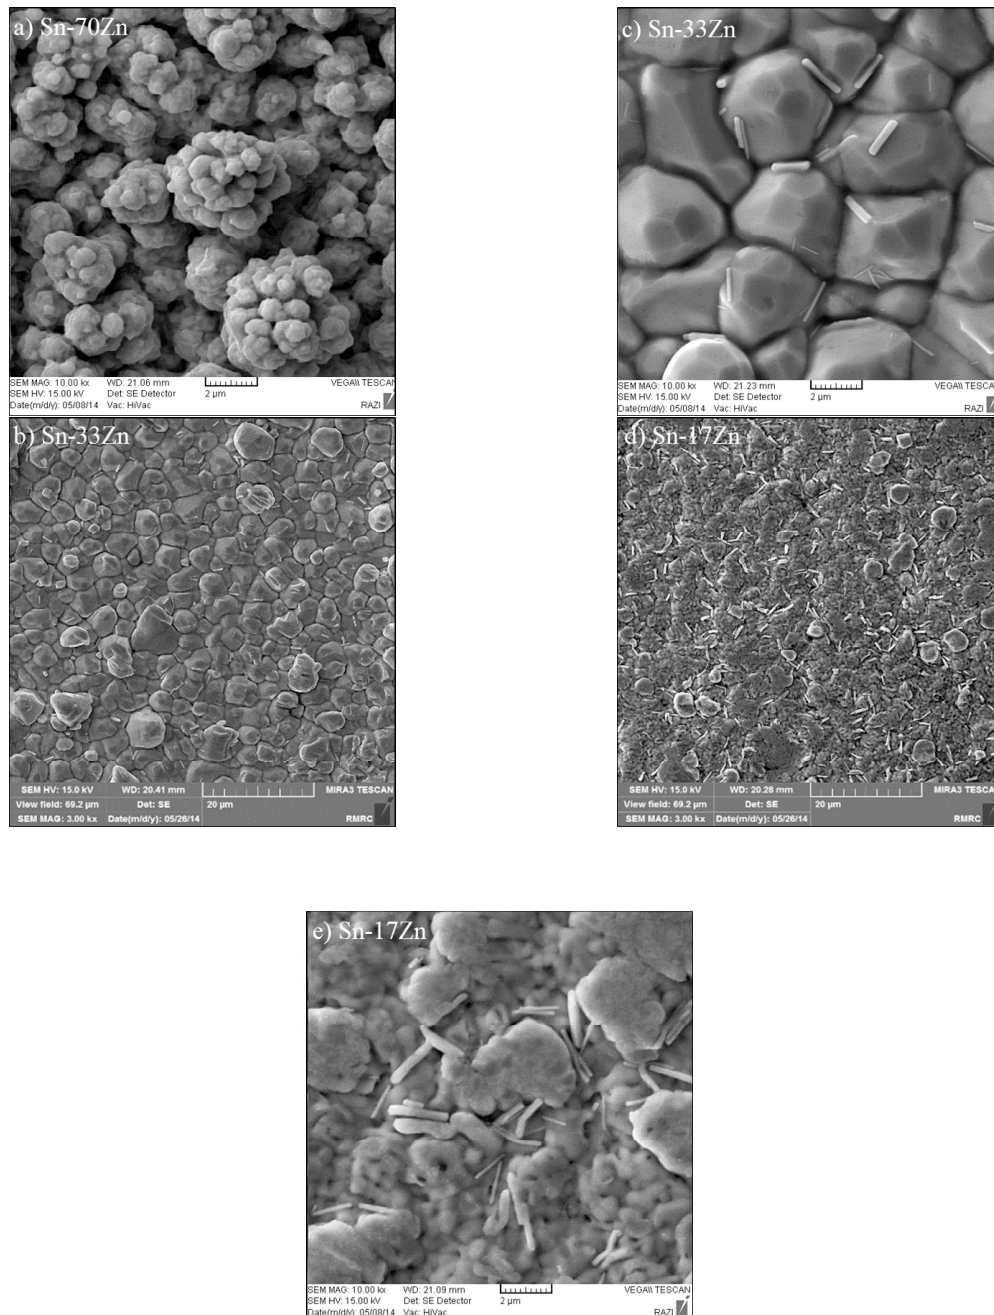 a) Sn-70Zn
SEM MAG: 10.00 kx WD: 21.06 mm
SEM HV: 15.00 kV Det: SE Detector 2 µm VEGA\\ TESCAN
Date(m/d/y): 05/08/14 Vac: HiVac RAZI
c) Sn-33Zn
SEM MAG: 10.00 kx WD: 21.23 mm
SEM HV: 15.00 kV Det: SE Detector 2 µm VEGA\\ TESCAN
Date(m/d/y): 05/08/14 Vac: HiVac RAZI
b) Sn-33Zn
SEM HV: 15.0 kV WD: 20.41 mm MIRA3 TESCAN
View field: 69.2 µm Det: SE 20 µm
SEM MAG: 3.00 kx Date(m/d/y): 05/26/14 RMRC
d) Sn-17Zn
SEM HV: 15.0 kV WD: 20.28 mm MIRA3 TESCAN
View field: 69.2 µm Det: SE 20 µm
SEM MAG: 3.00 kx Date(m/d/y): 05/26/14 RMRC
e) Sn-17Zn
SEM MAG: 10.00 kx WD: 21.09 mm
SEM HV: 15.00 kV Det: SE Detector 2 µm VEGA\\ TESCAN
Date(m/d/y): 05/08/14 Vac: HiVac RAZI